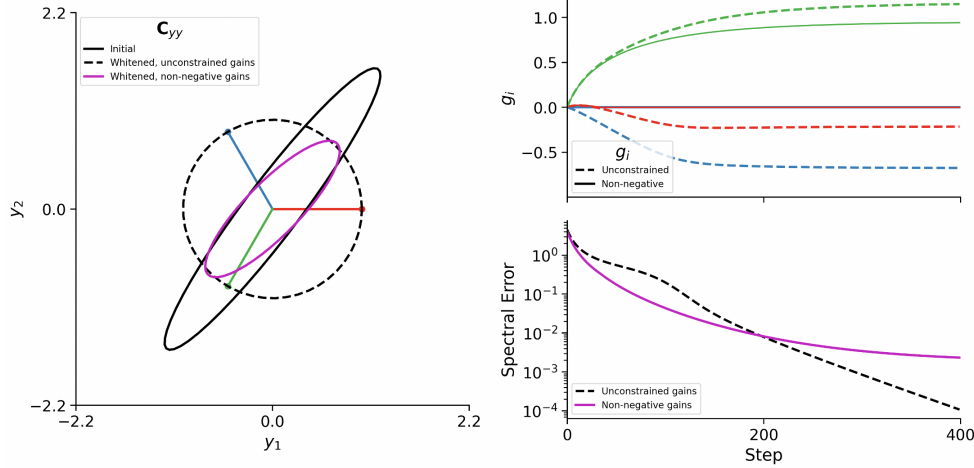 2.2
C_yy
Initial
Whitened, unconstrained gains
Whitened, non-negative gains
y_2
0.0
−2.2
−2.2
0.0
2.2
y_1
1.0
0.5
0.0
−0.5
g_i
g_i
Unconstrained
Non-negative
10^0
10^−1
10^−2
10^−3
10^−4
Spectral Error
Unconstrained gains
Non-negative gains
0
200
400
Step